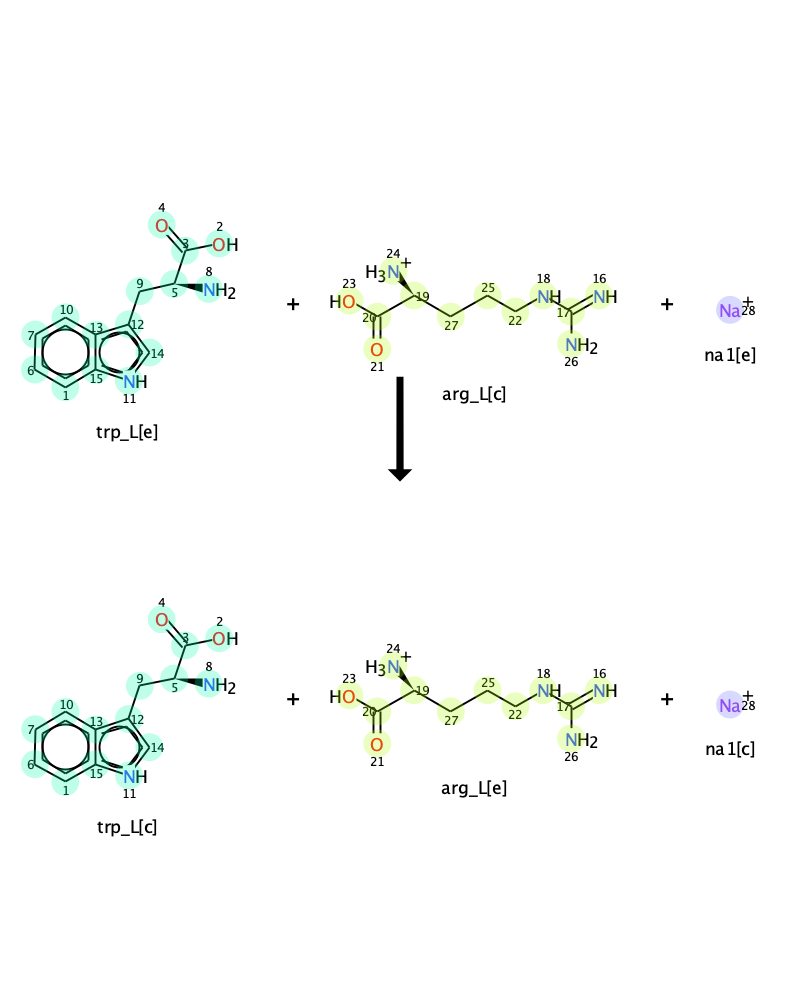 4
2
3
O
OH
9
8
5
NH2
10
7
13
12
14
6
15
NH
1
11
trp_L[e]
+
24
H3N+
23
HO
19
25
18
NH
16
NH
20
27
22
17
O
21
NH2
26
arg_L[c]
+
Na+
28
na1[e]
4
2
3
O
OH
9
8
5
NH2
10
7
13
12
14
6
15
NH
1
11
trp_L[c]
+
24
H3N+
23
HO
19
25
18
NH
16
NH
20
27
22
17
O
21
NH2
26
arg_L[e]
+
Na+
28
na1[c]